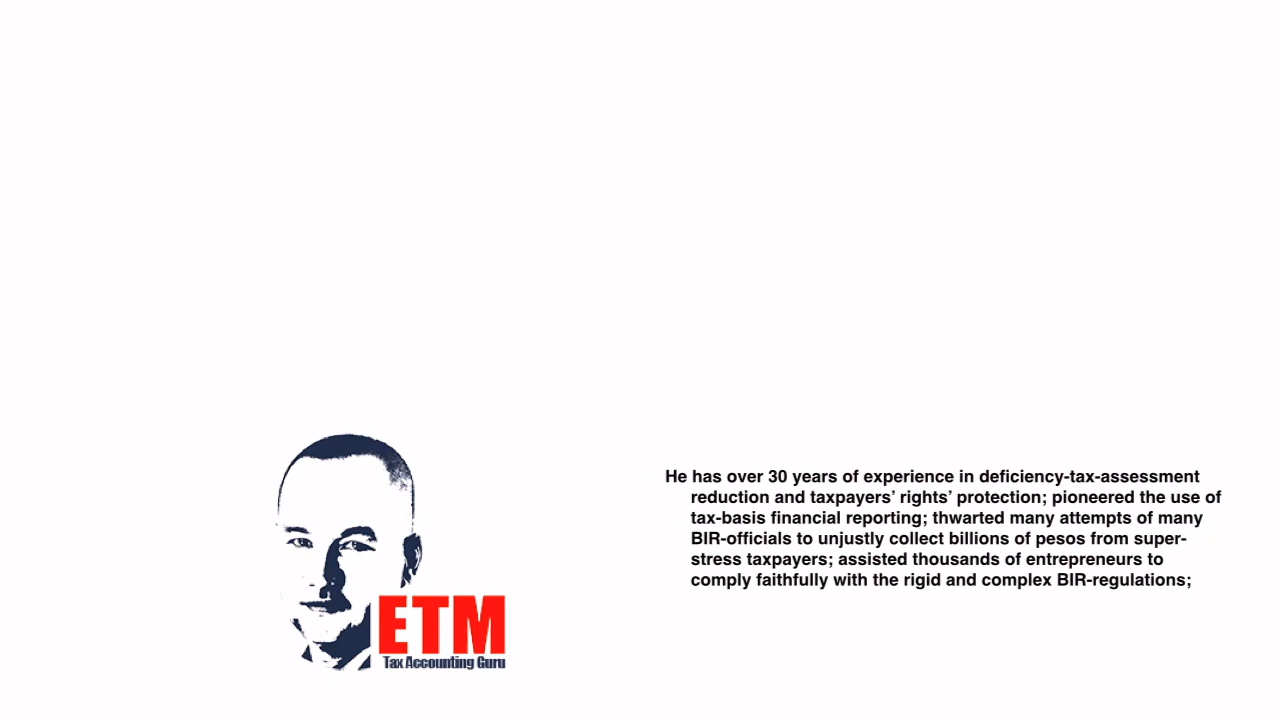 He has over 30 years of experience in deficiency-tax-assessment
reduction and taxpayers’ rights’ protection; pioneered the use of
tax-basis financial reporting; thwarted many attempts of many
BIR-officials to unjustly collect billions of pesos from super-
stress taxpayers; assisted thousands of entrepreneurs to
comply faithfully with the rigid and complex BIR-regulations;
ETM
Tax Accounting Guru